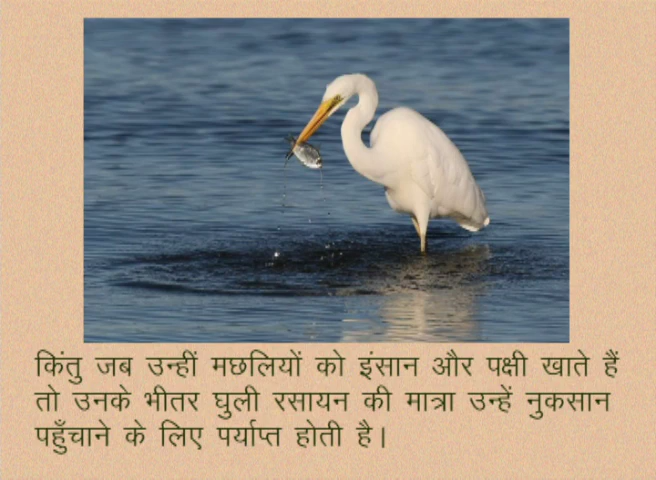 किंतु जब उन्हीं मछलियों को इंसान और पक्षी खाते हैं
तो उनके भीतर घुली रसायन की मात्रा उन्हें नुकसान
पहुँचाने के लिए पर्याप्त होती है।